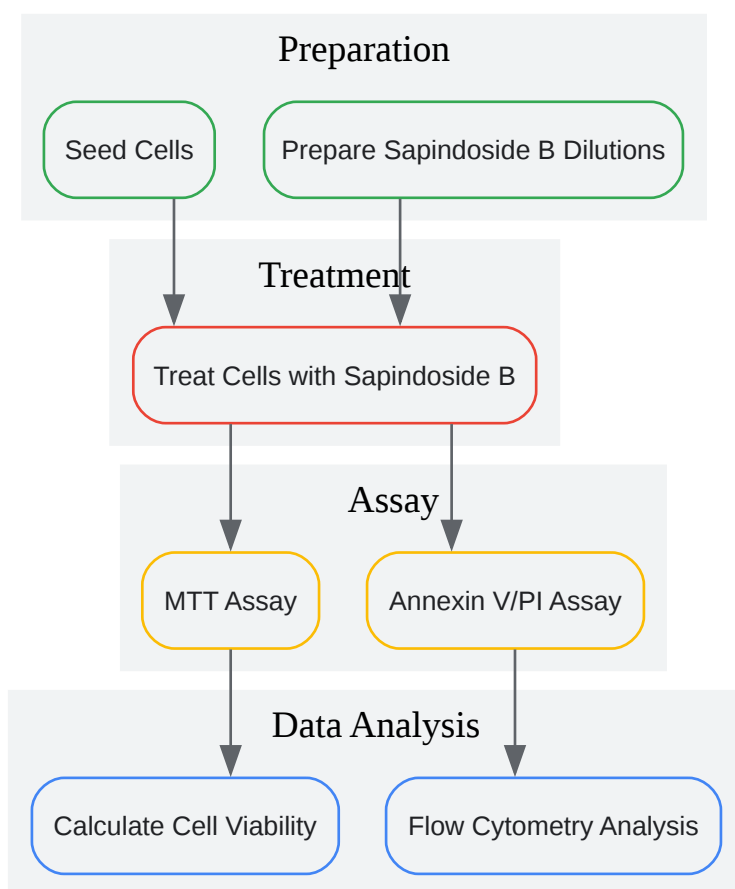 Preparation
Seed Cells
Prepare Sapindoside B Dilutions
Treatment
Treat Cells with Sapindoside B
Assay
MTT Assay
Annexin V/PI Assay
Data Analysis
Calculate Cell Viability
Flow Cytometry Analysis